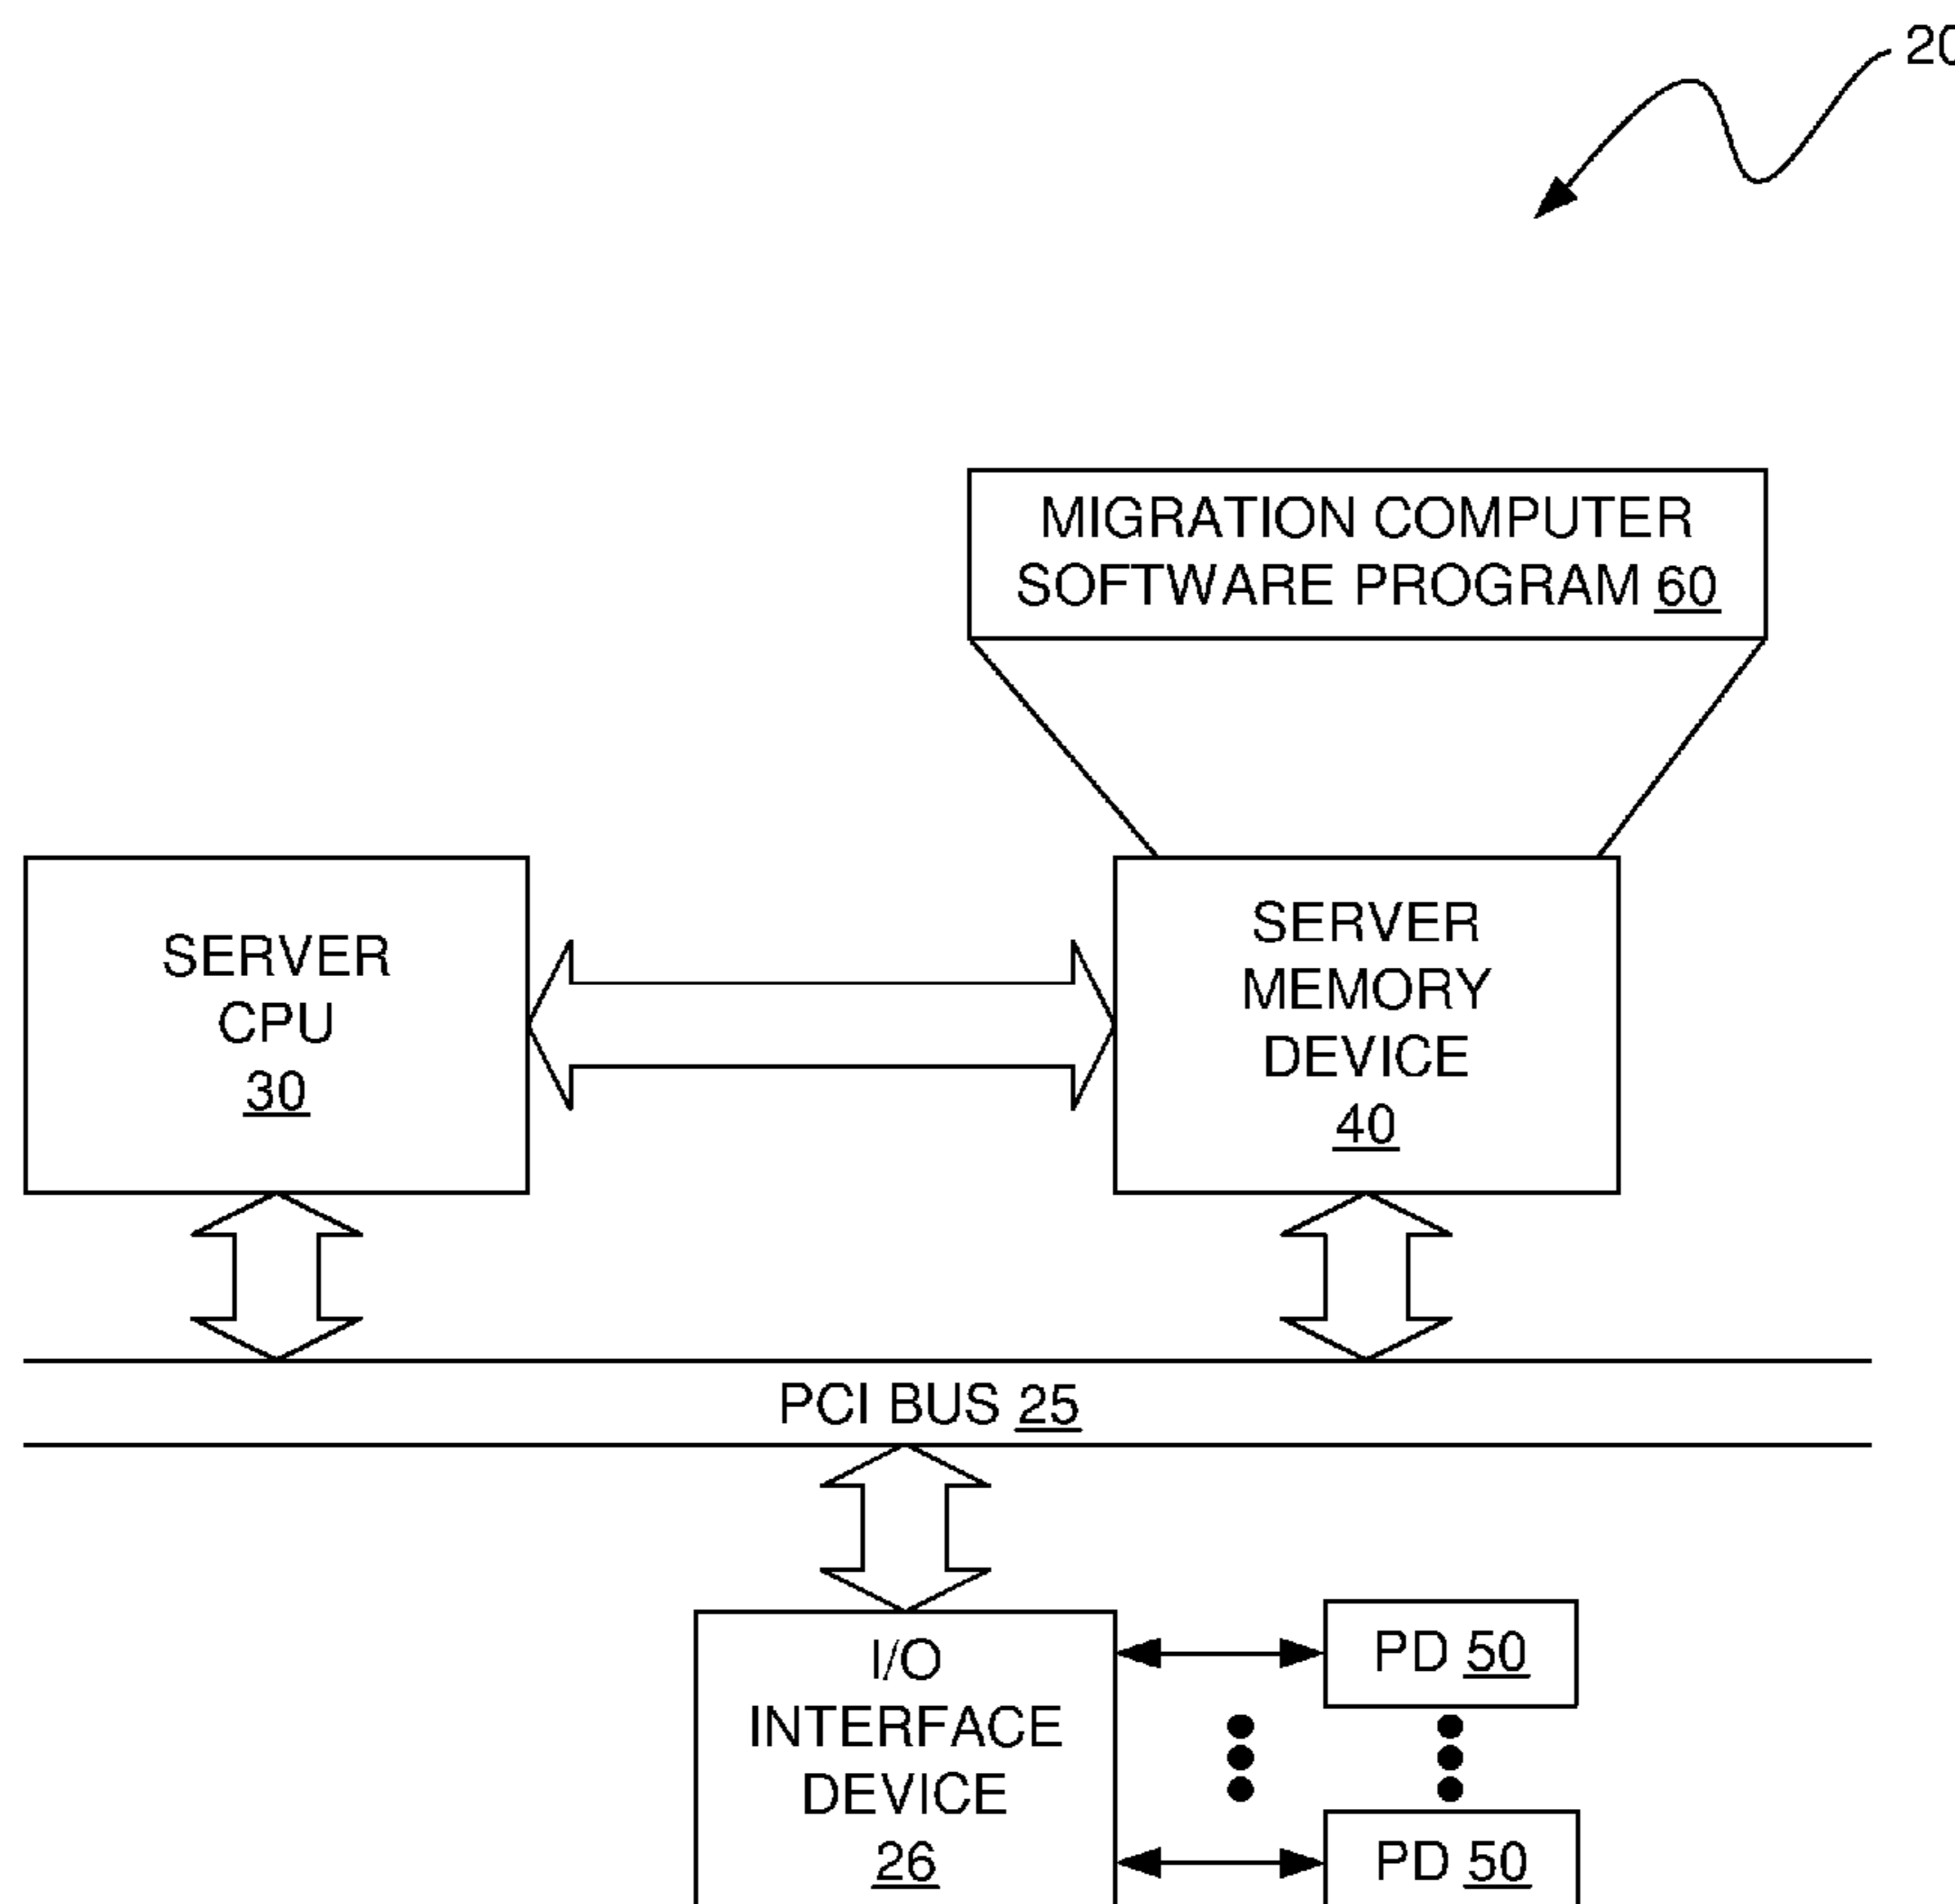 20
MIGRATION COMPUTER
SOFTWARE PROGRAM 60
SERVER
CPU
30
SERVER
MEMORY
DEVICE
40
PCI BUS 25
I/O
INTERFACE
DEVICE
26
PD 50
PD 50